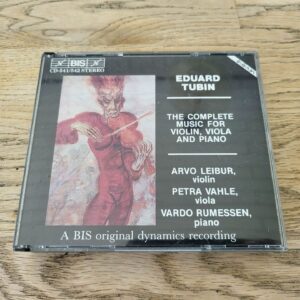 BIS
CD-541/542 STEREO
EDUARD
TUBIN
THE COMPLETE
MUSIC FOR
VIOLIN, VIOLA
AND PIANO
ARVO LEIBUR,
violin
PETRA VAHLE,
viola
VARDO RUMESSEN,
piano
A BIS original dynamics recording